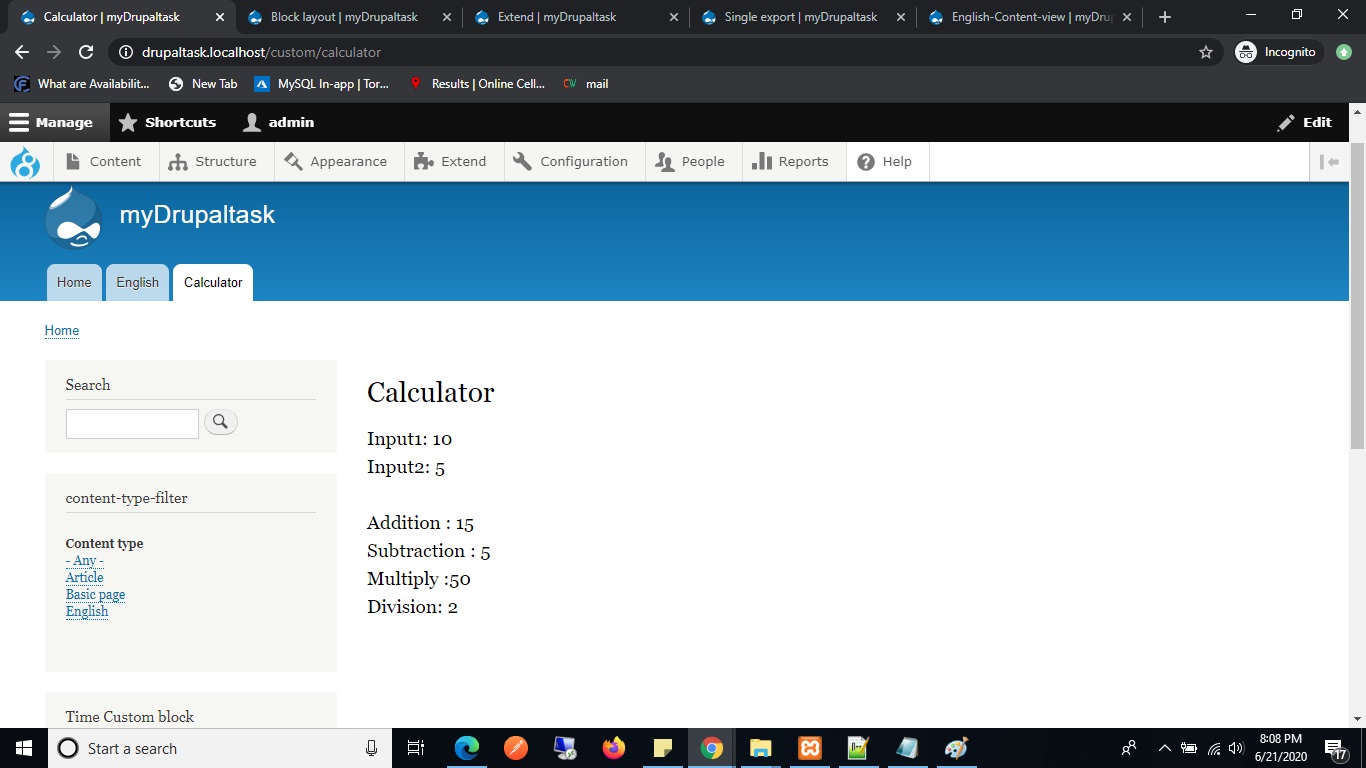 Calculator | myDrupaltask
Block layout | myDrupaltask
Extend | myDrupaltask
Single export | myDrupaltask
English-Content-view | myDrup
drupaltask.localhost/custom/calculator
Incognito
What are Availabilit...
New Tab
MySQL In-app | Tor...
Results | Online Cell...
CW
mail
Manage
Shortcuts
admin
Edit
Content
Structure
Appearance
Extend
Configuration
People
Reports
Help
myDrupaltask
Home
English
Calculator
Home
Search
content-type-filter
Content type
- Any -
Article
Basic page
English
Time Custom block
Calculator
Input1: 10
Input2: 5
Addition : 15
Subtraction : 5
Multiply :50
Division: 2
Start a search
8:08 PM
6/21/2020
17